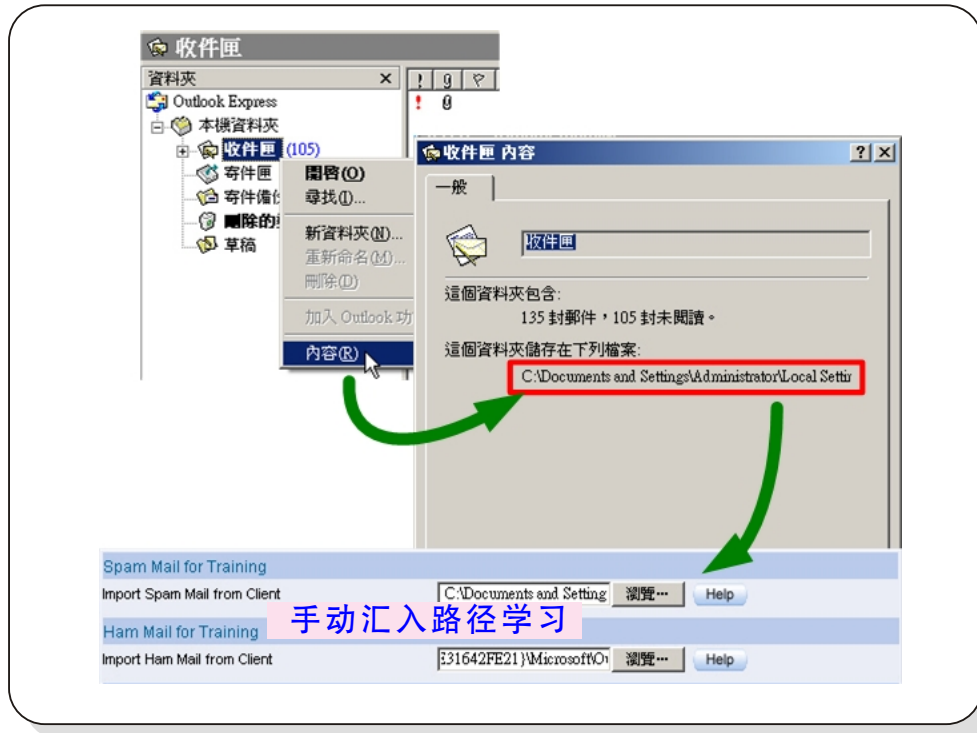 收件匣
資料夾
Outlook Express
本機資料夾
收件匣 (105)
寄件匣
寄件備份
刪除的
草稿
開啓(O)
尋找(I)...
新資料夾(N)...
重新命名(M)...
刪除(D)
加入 Outlook 功
內容(R)
收件匣 內容
一般
收件匣
這個資料夾包含:
135 封郵件，105 封未閱讀。
這個資料夾儲存在下列檔案:
C:\Documents and Settings\Administrator\Local Settin
Spam Mail for Training
Import Spam Mail from Client C:\Documents and Setting 瀏覽... Help
手动汇入路径学习
Ham Mail for Training
Import Ham Mail from Client E31642FE21}\Microsoft\Ou 瀏覽... Help